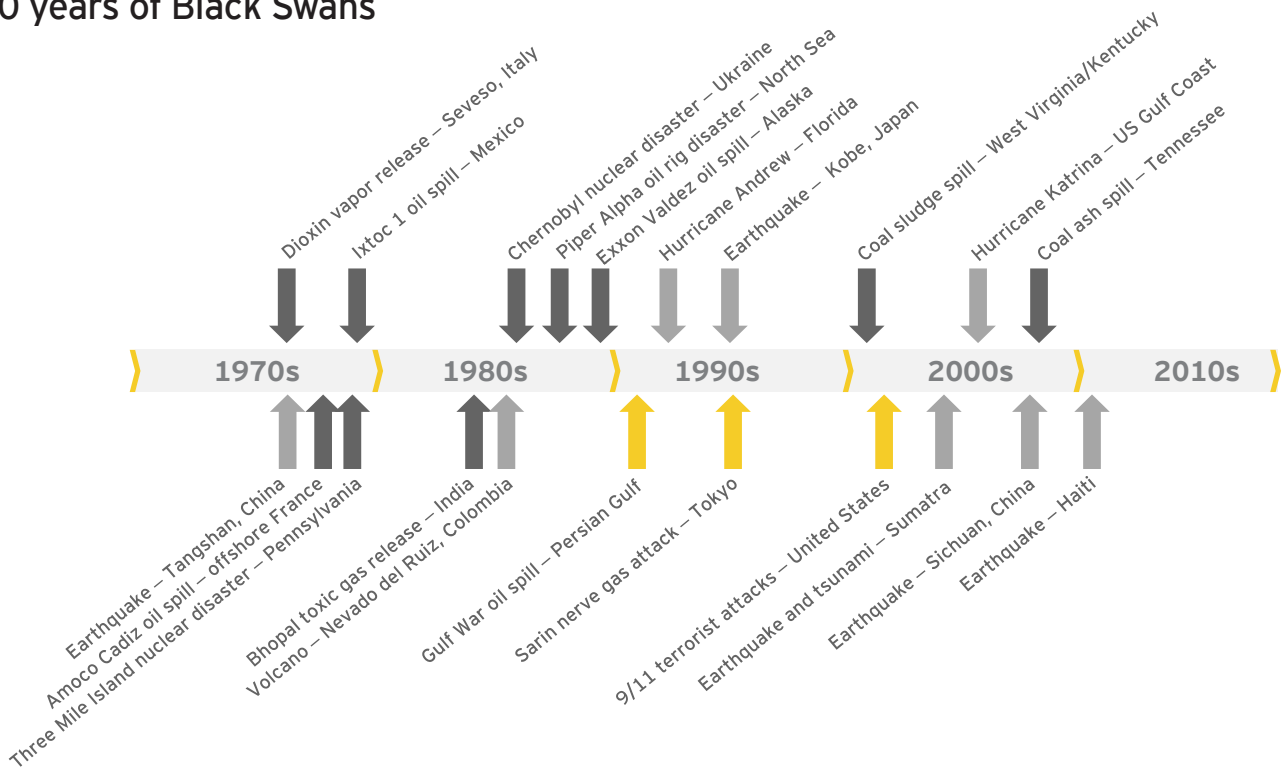 0 years of Black Swans
Dioxin vapor release – Seveso, Italy
Ixtoc 1 oil spill – Mexico
Chernobyl nuclear disaster – Ukraine
Piper Alpha oil rig disaster – North Sea
Exxon Valdez oil spill – Alaska
Hurricane Andrew – Florida
Earthquake – Kobe, Japan
Coal sludge spill – West Virginia/Kentucky
Hurricane Katrina – US Gulf Coast
Coal ash spill – Tennessee
1970s
1980s
1990s
2000s
2010s
Earthquake – Tangshan, China
Amoco Cadiz oil spill – offshore France
Three Mile Island nuclear disaster – Pennsylvania
Bhopal toxic gas release – India
Volcano – Nevado del Ruiz, Colombia
Gulf War oil spill – Persian Gulf
Sarin nerve gas attack – Tokyo
9/11 terrorist attacks – United States
Earthquake and tsunami – Sumatra
Earthquake – Sichuan, China
Earthquake – Haiti